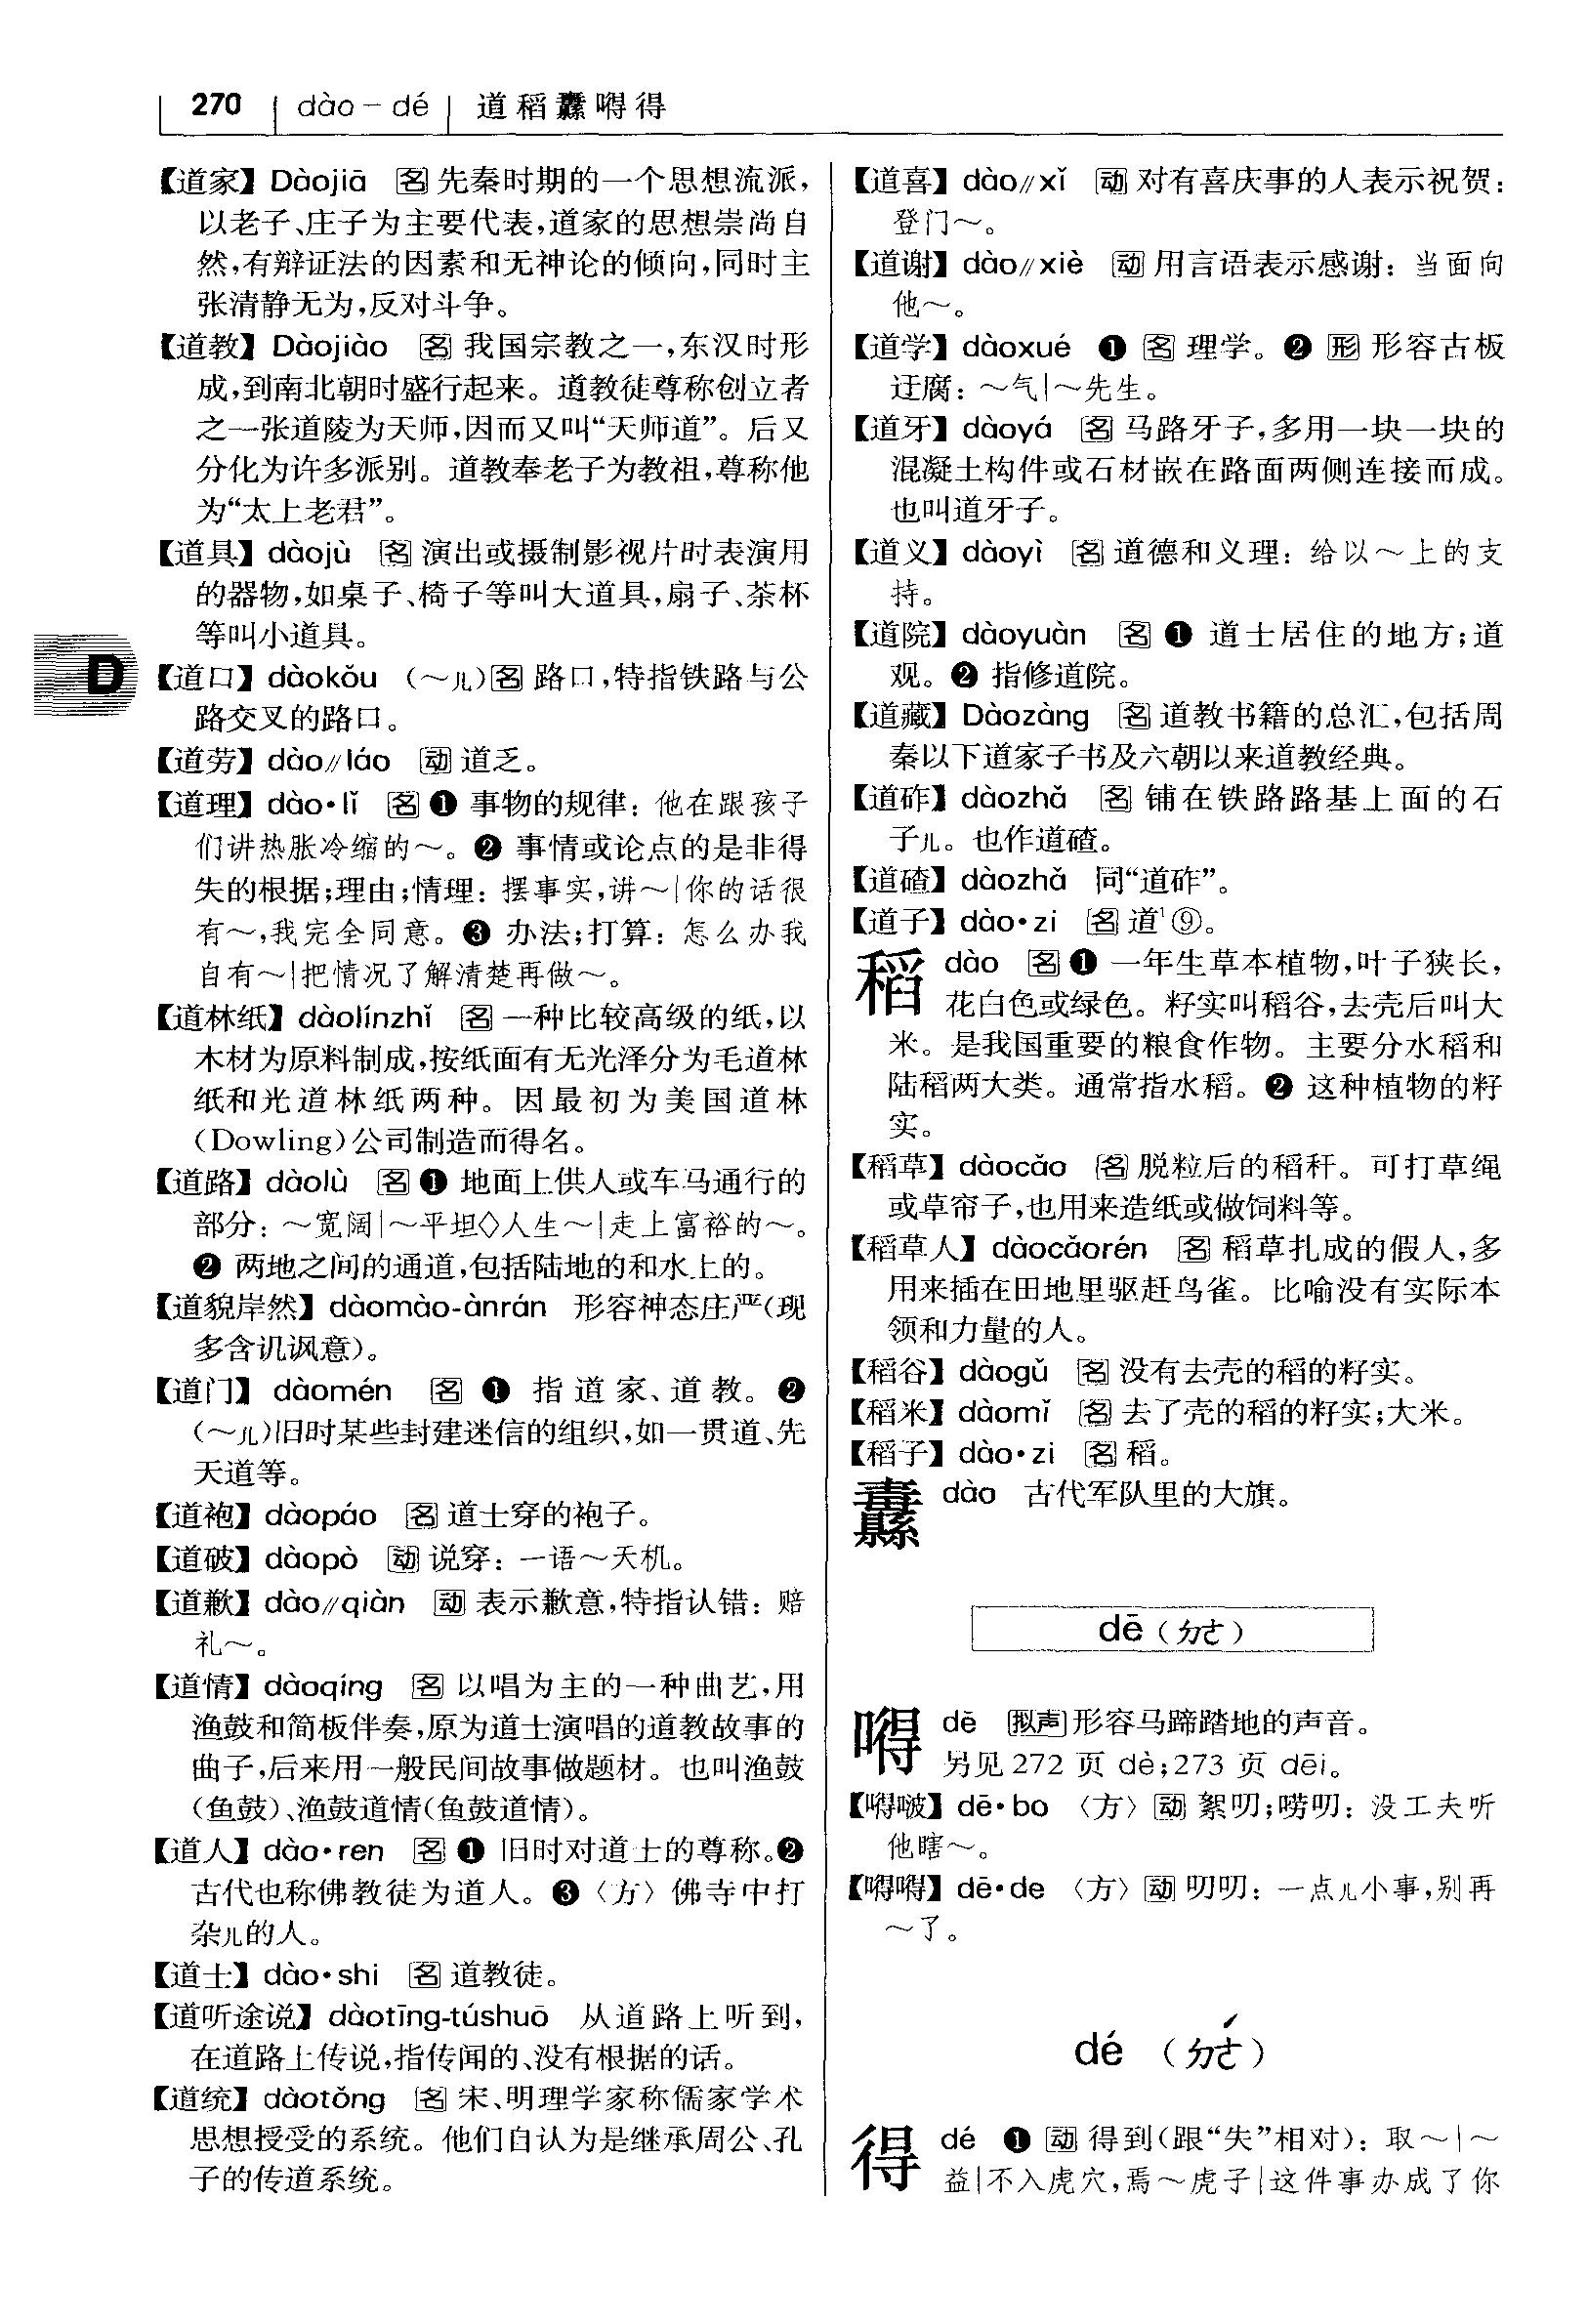 270 dào－dé 道稻纛嘚得
【道家】Dàojiā 名 先秦时期的一个思想流派，
以老子、庄子为主要代表，道家的思想崇尚自
然，有辩证法的因素和无神论的倾向，同时主
张清静无为，反对斗争。
【道教】Dàojiào 名 我国宗教之一，东汉时形
成，到南北朝时盛行起来。道教徒尊称创立者
之一张道陵为天师，因而又叫“天师道”。后又
分化为许多派别。道教奉老子为教祖，尊称他
为“太上老君”。
【道具】dàojù 名 演出或摄制影视片时表演用
的器物，如桌子、椅子等叫大道具，扇子、茶杯
等叫小道具。
D
【道口】dàokǒu （～儿）名 路口，特指铁路与公
路交叉的路口。
【道劳】dào∥láo 动 道乏。
【道理】dào·lǐ 名 ❶ 事物的规律：他在跟孩子
们讲热胀冷缩的～。❷ 事情或论点的是非得
失的根据；理由；情理：摆事实，讲～|你的话很
有～，我完全同意。❸ 办法；打算：怎么办我
自有～|把情况了解清楚再做～。
【道林纸】dàolínzhǐ 名 一种比较高级的纸，以
木材为原料制成，按纸面有无光泽分为毛道林
纸和光道林纸两种。因最初为美国道林
（Dowling）公司制造而得名。
【道路】dàolù 名 ❶ 地面上供人或车马通行的
部分：～宽阔|～平坦◇人生～|走上富裕的～。
❷ 两地之间的通道，包括陆地的和水上的。
【道貌岸然】dàomào-ànrán 形容神态庄严（现
多含讥讽意）。
【道门】dàomén 名 ❶ 指道家、道教。❷
（～儿）旧时某些封建迷信的组织，如一贯道、先
天道等。
【道袍】dàopáo 名 道士穿的袍子。
【道破】dàopò 动 说穿：一语～天机。
【道歉】dào∥qiàn 动 表示歉意，特指认错：赔
礼～。
【道情】dàoqíng 名 以唱为主的一种曲艺，用
渔鼓和简板伴奏，原为道士演唱的道教故事的
曲子，后来用一般民间故事做题材。也叫渔鼓
（鱼鼓）、渔鼓道情（鱼鼓道情）。
【道人】dào·ren 名 ❶ 旧时对道士的尊称。❷
古代也称佛教徒为道人。❸〈方〉佛寺中打
杂儿的人。
【道士】dào·shi 名 道教徒。
【道听途说】dàotīng-túshuō 从道路上听到，
在道路上传说，指传闻的、没有根据的话。
【道统】dàotǒng 名 宋、明理学家称儒家学术
思想授受的系统。他们自认为是继承周公、孔
子的传道系统。
【道喜】dào∥xǐ 动 对有喜庆事的人表示祝贺：
登门～。
【道谢】dào∥xiè 动 用言语表示感谢：当面向
他～。
【道学】dàoxué ❶ 名 理学。❷ 形 形容古板
迂腐：～气|～先生。
【道牙】dàoyá 名 马路牙子，多用一块一块的
混凝土构件或石材嵌在路面两侧连接而成。
也叫道牙子。
【道义】dàoyì 名 道德和义理：给以～上的支
持。
【道院】dàoyuàn 名 ❶ 道士居住的地方；道
观。❷ 指修道院。
【道藏】Dàozàng 名 道教书籍的总汇，包括周
秦以下道家子书及六朝以来道教经典。
【道砟】dàozhǎ 名 铺在铁路路基上面的石
子儿。也作道碴。
【道碴】dàozhǎ 同“道砟”。
【道子】dào·zi 名 道¹⑨。
稻 dào 名 ❶ 一年生草本植物，叶子狭长，
花白色或绿色。籽实叫稻谷，去壳后叫大
米。是我国重要的粮食作物。主要分水稻和
陆稻两大类。通常指水稻。❷ 这种植物的籽
实。
【稻草】dàocǎo 名 脱粒后的稻秆。可打草绳
或草帘子，也用来造纸或做饲料等。
【稻草人】dàocǎorén 名 稻草扎成的假人，多
用来插在田地里驱赶鸟雀。比喻没有实际本
领和力量的人。
【稻谷】dàogǔ 名 没有去壳的稻的籽实。
【稻米】dàomǐ 名 去了壳的稻的籽实；大米。
【稻子】dào·zi 名 稻。
纛 dào 古代军队里的大旗。
dē（ㄉㄜ）
嘚 dē 拟声 形容马蹄踏地的声音。
另见 272 页 dè；273 页 dēi。
【嘚啵】dē·bo 〈方〉动 絮叨；唠叨：没工夫听
他瞎～。
【嘚嘚】dē·de 〈方〉动 叨叨：一点儿小事，别再
～了。
dé （ㄉㄜˊ）
得 dé ❶ 动 得到（跟“失”相对）：取～|～
益|不入虎穴，焉～虎子|这件事办成了你